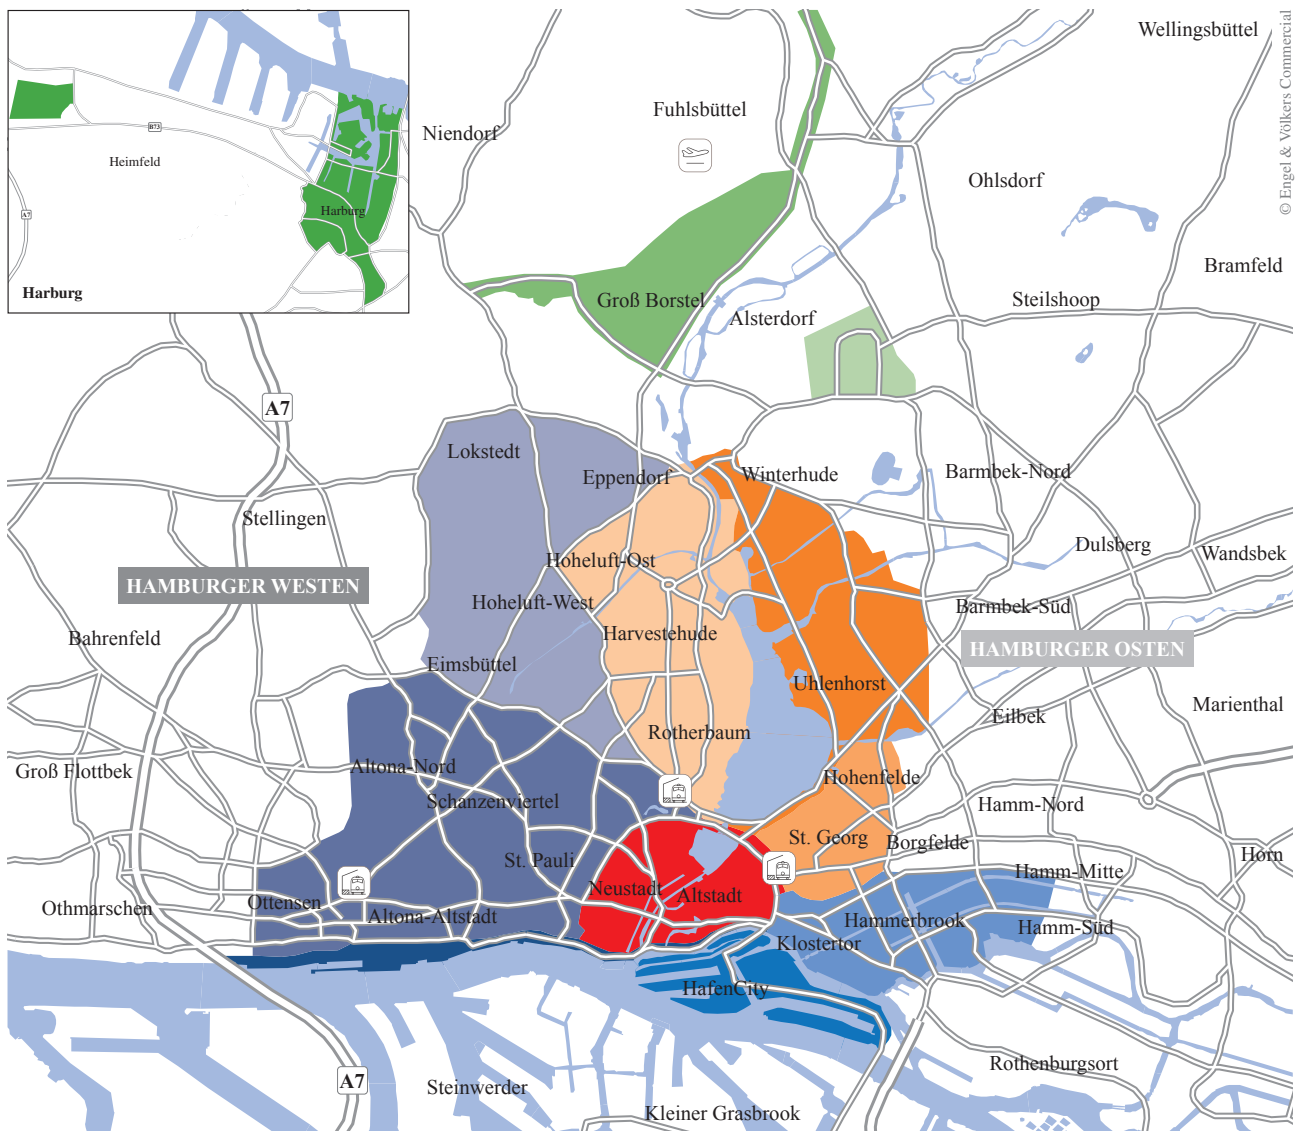 Wellingsbüttel
© Engel & Völkers Commercial
Fuhlsbüttel
Niendorf
B73
Heimfeld
Ohlsdorf
A7
Harburg
Harburg
Bramfeld
Groß Borstel
Steilshoop
Alsterdorf
A7
Lokstedt
Eppendorf
Winterhude
Barmbek-Nord
Stellingen
Dulsberg
Wandsbek
Hoheluft-Ost
HAMBURGER WESTEN
Hoheluft-West
Barmbek-Süd
Bahrenfeld
Harvestehude
HAMBURGER OSTEN
Eimsbüttel
Uhlenhorst
Marienthal
Eilbek
Rotherbaum
Groß Flottbek
Altona-Nord
Hohenfelde
Schanzenviertel
Hamm-Nord
St. Georg
Borgfelde
Horn
St. Pauli
Hamm-Mitte
Neustadt
Altstadt
Ottensen
Othmarschen
Altona-Altstadt
Hammerbrook
Hamm-Süd
Klostertor
HafenCity
Rothenburgsort
A7
Steinwerder
Kleiner Grasbrook